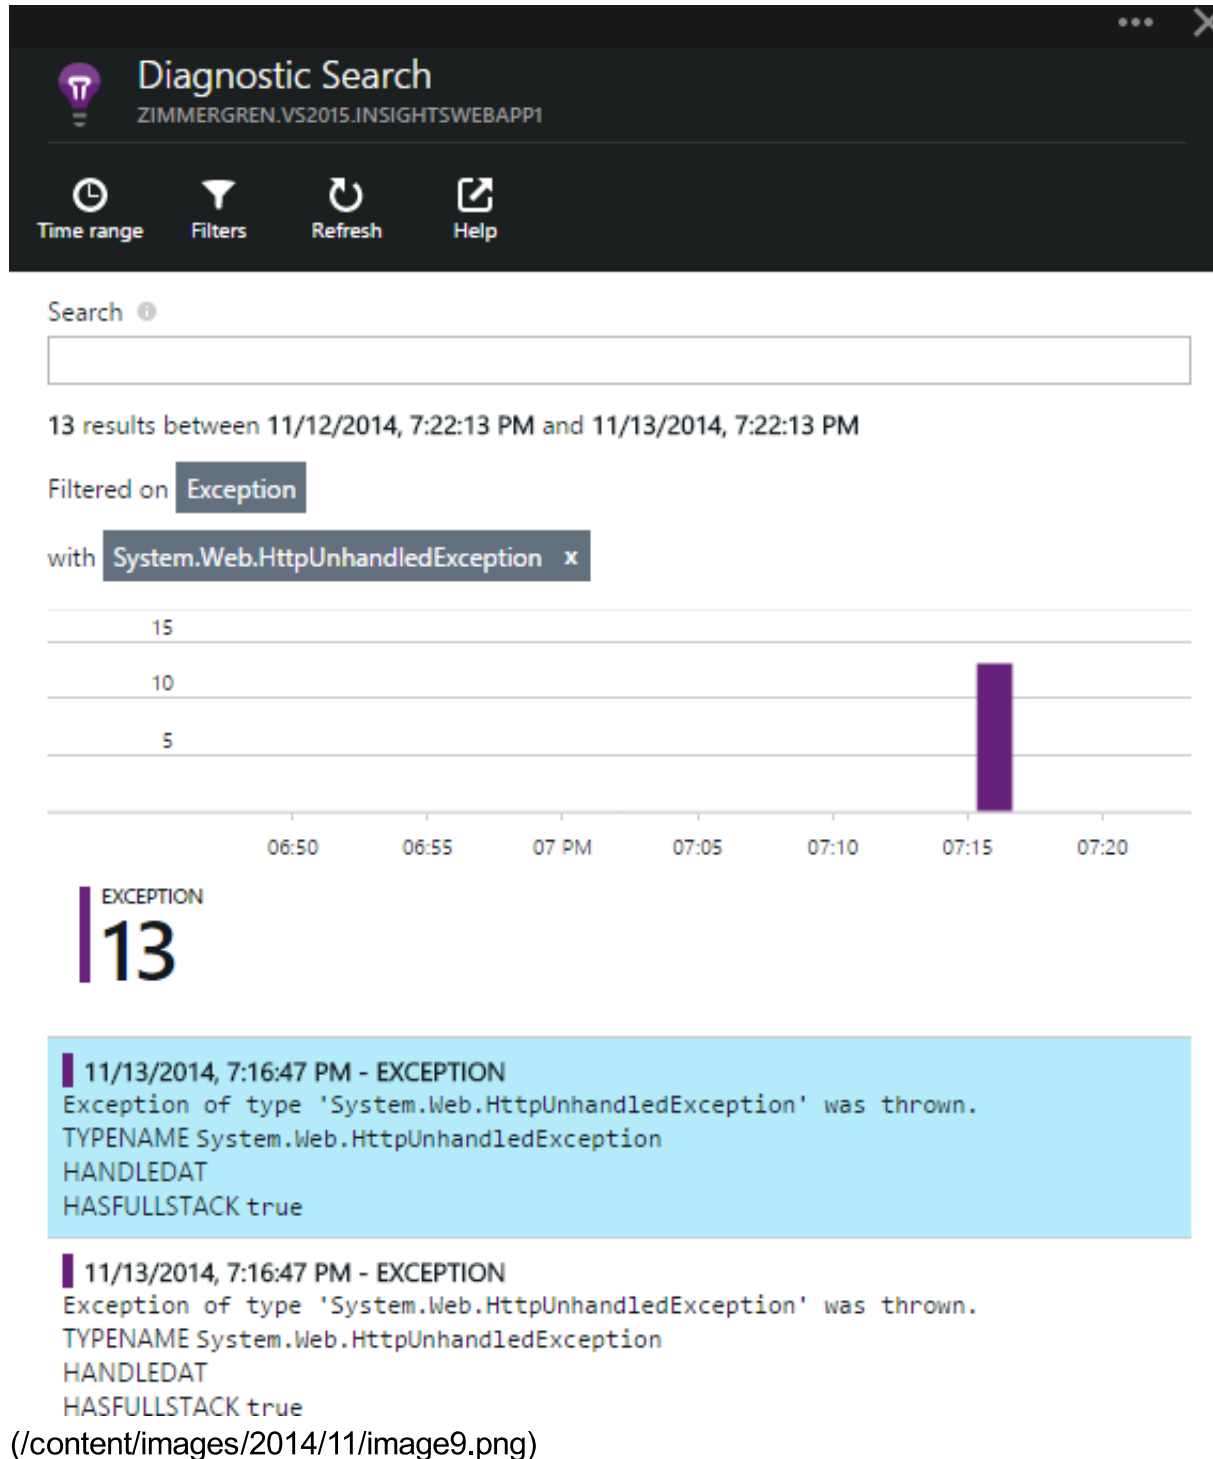 Diagnostic Search
ZIMMERGREN.VS2015.INSIGHTSWEBAPP1
Time range Filters Refresh Help
Search
13 results between 11/12/2014, 7:22:13 PM and 11/13/2014, 7:22:13 PM
Filtered on Exception
with System.Web.HttpUnhandledException x
15
10
5
06:50 06:55 07 PM 07:05 07:10 07:15 07:20
EXCEPTION
13
11/13/2014, 7:16:47 PM - EXCEPTION
Exception of type 'System.Web.HttpUnhandledException' was thrown.
TYPENAME System.Web.HttpUnhandledException
HANDLEDAT
HASFULLSTACK true
11/13/2014, 7:16:47 PM - EXCEPTION
Exception of type 'System.Web.HttpUnhandledException' was thrown.
TYPENAME System.Web.HttpUnhandledException
HANDLEDAT
HASFULLSTACK true
(/content/images/2014/11/image9.png)